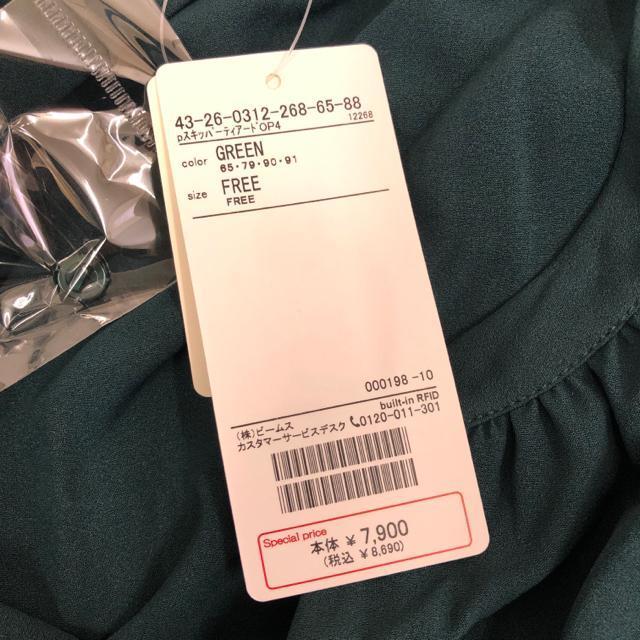 43-26-0312-268-65-88
pスキッパーティアードOP4 12268
color GREEN
65・79・90・91
size FREE
FREE
000198 -10
built-in RFID
(株)ビームス
カスタマーサービスデスク 0120-011-301
Special price
本体 ¥7,900
(税込 ¥8,690)